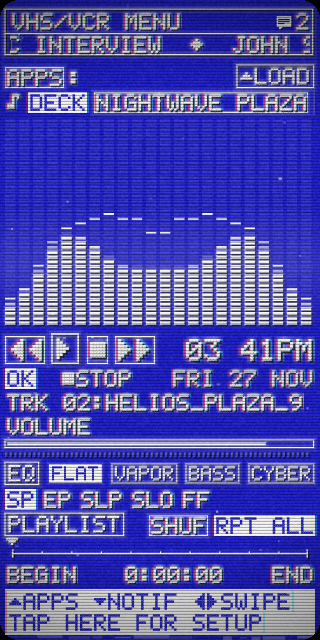 VHS/VCR MENU 2
C INTERVIEW ◆ JOHN
APPS: ▲LOAD
DECK NIGHTWAVE PLAZA
03 41PM
OK ■STOP FRI 27 NOV
TRK 02:HELIOS_PLAZA_9
VOLUME
EQ FLAT VAPOR BASS CYBER
SP EP SLP SLO FF
PLAYLIST SHUF RPT ALL
BEGIN 0:00:00 END
▲APPS ▼NOTIF ◀▶SWIPE
TAP HERE FOR SETUP